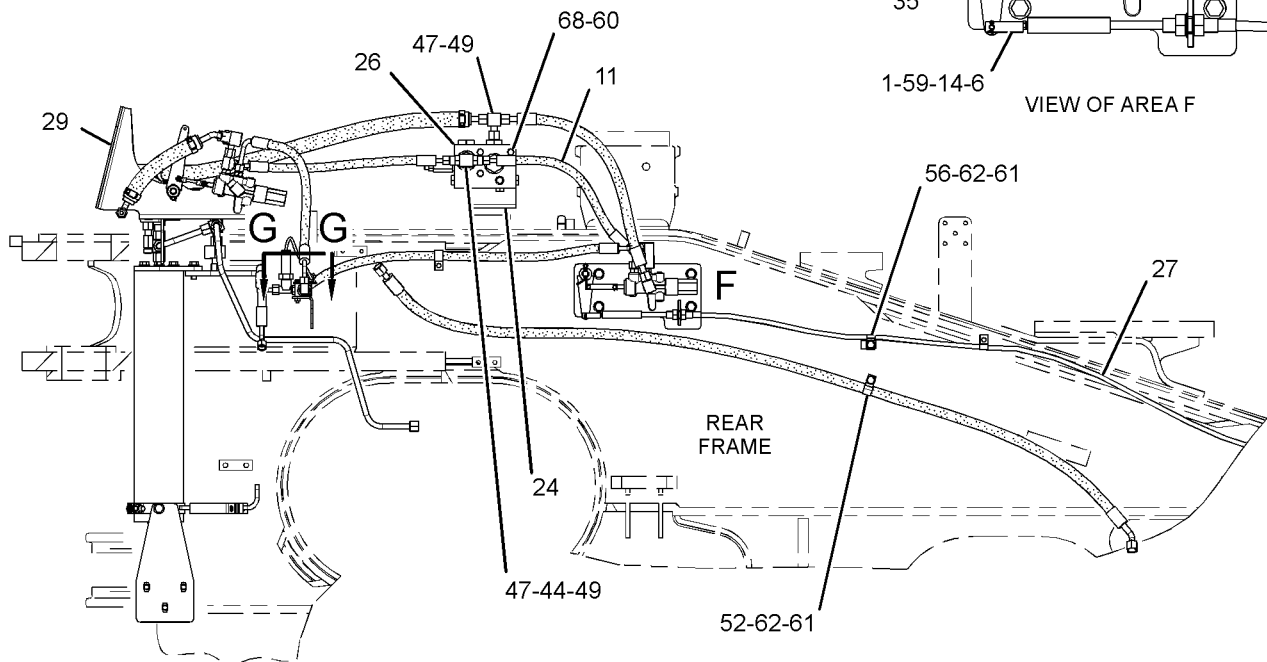 68-60
35
47-49
26
11
1-59-14-6
VIEW OF AREA F
29
56-62-61
G G
F
27
REAR
FRAME
24
47-44-49
52-62-61